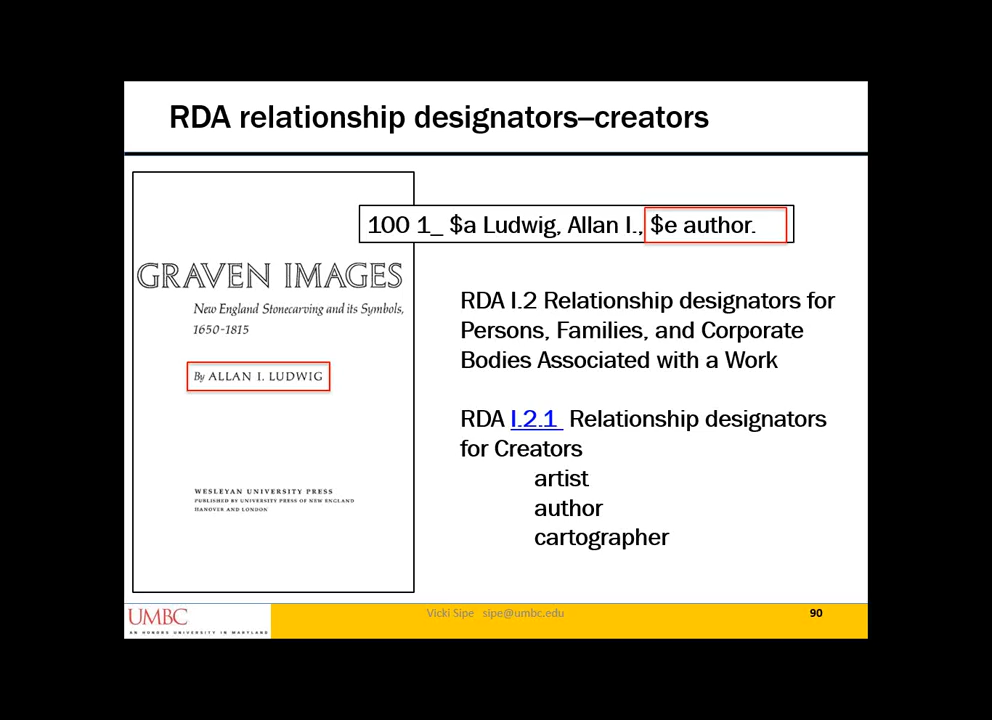 RDA relationship designators–creators
100 1_ $a Ludwig, Allan I., $e author.
GRAVEN IMAGES
New England Stonecarving and its Symbols,
1650-1815
By ALLAN I. LUDWIG
WESLEYAN UNIVERSITY PRESS
PUBLISHED BY UNIVERSITY PRESS OF NEW ENGLAND
HANOVER AND LONDON
RDA I.2 Relationship designators for
Persons, Families, and Corporate
Bodies Associated with a Work
RDA I.2.1 Relationship designators
for Creators
artist
author
cartographer
UMBC
AN HONORS UNIVERSITY IN MARYLAND
Vicki Sipe sipe@umbc.edu
90